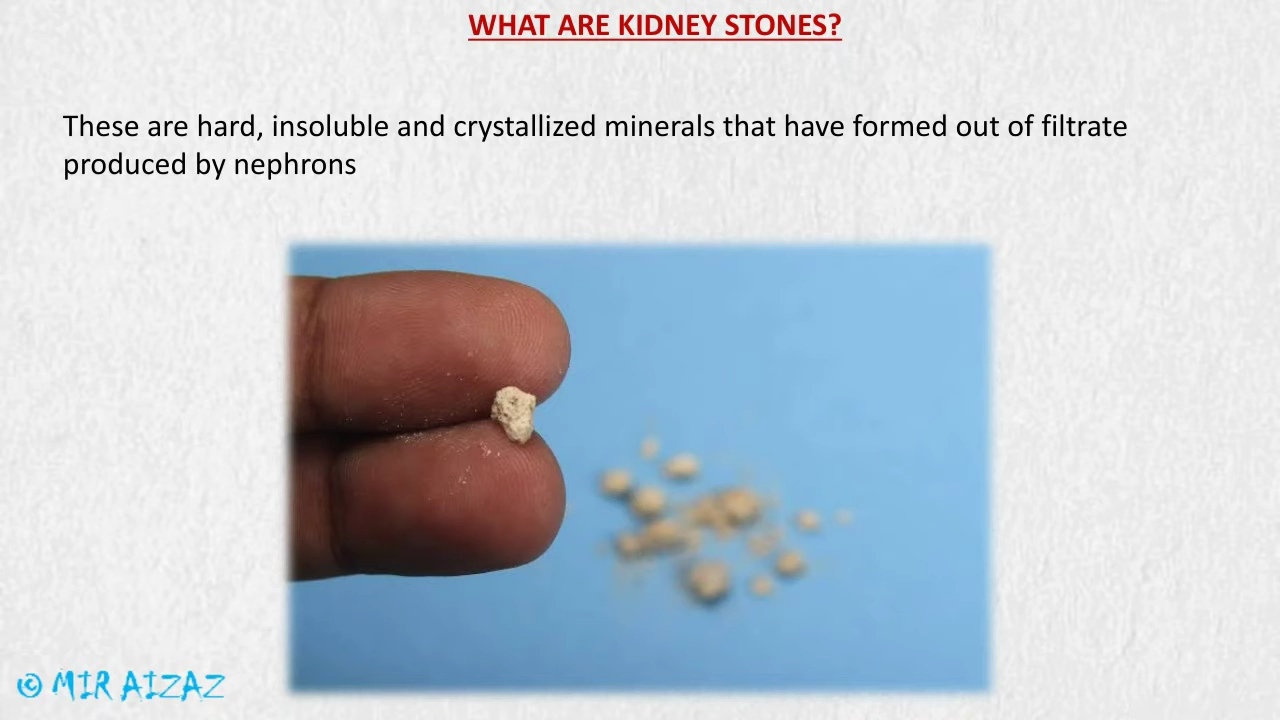 WHAT ARE KIDNEY STONES?
These are hard, insoluble and crystallized minerals that have formed out of filtrate
produced by nephrons
© MIR AIZAZ